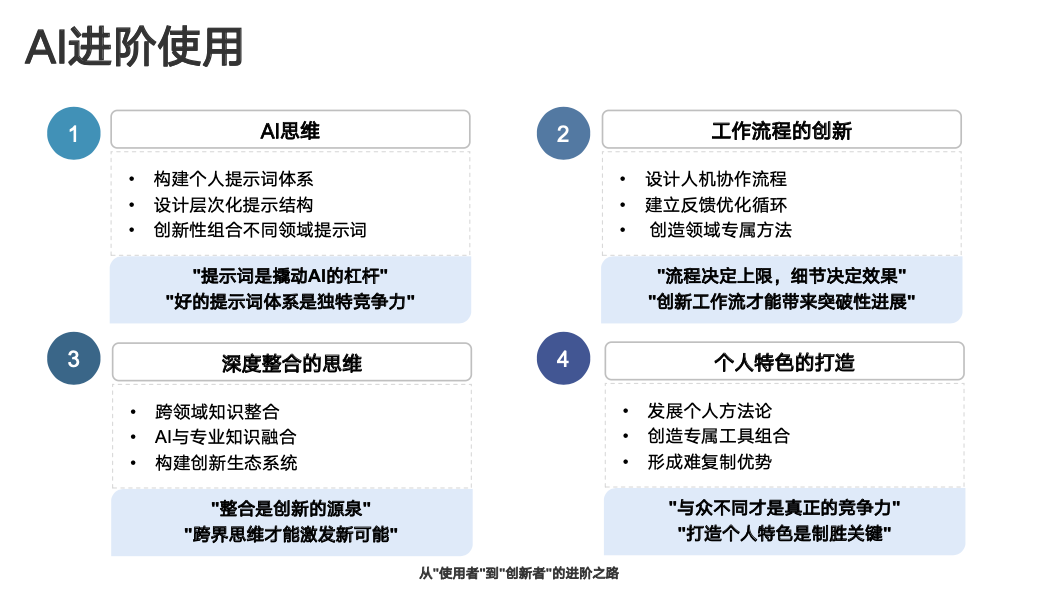 AI进阶使用
1
AI思维
• 构建个人提示词体系
• 设计层次化提示结构
• 创新性组合不同领域提示词
"提示词是撬动AI的杠杆"
"好的提示词体系是独特竞争力"
2
工作流程的创新
• 设计人机协作流程
• 建立反馈优化循环
• 创造领域专属方法
"流程决定上限，细节决定效果"
"创新工作流才能带来突破性进展"
3
深度整合的思维
• 跨领域知识整合
• AI与专业知识融合
• 构建创新生态系统
"整合是创新的源泉"
"跨界思维才能激发新可能"
4
个人特色的打造
• 发展个人方法论
• 创造专属工具组合
• 形成难复制优势
"与众不同才是真正的竞争力"
"打造个人特色是制胜关键"
从"使用者"到"创新者"的进阶之路